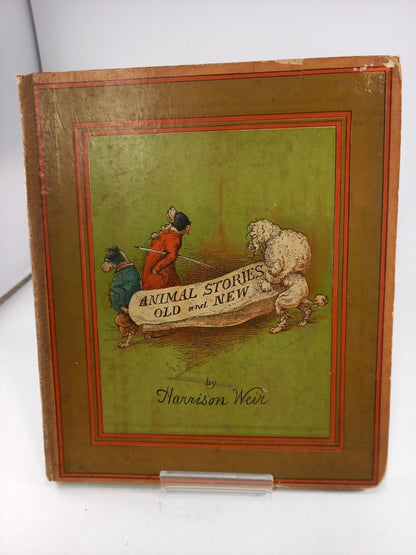 ANIMAL STORIES
OLD and NEW
by
Harrison Weir